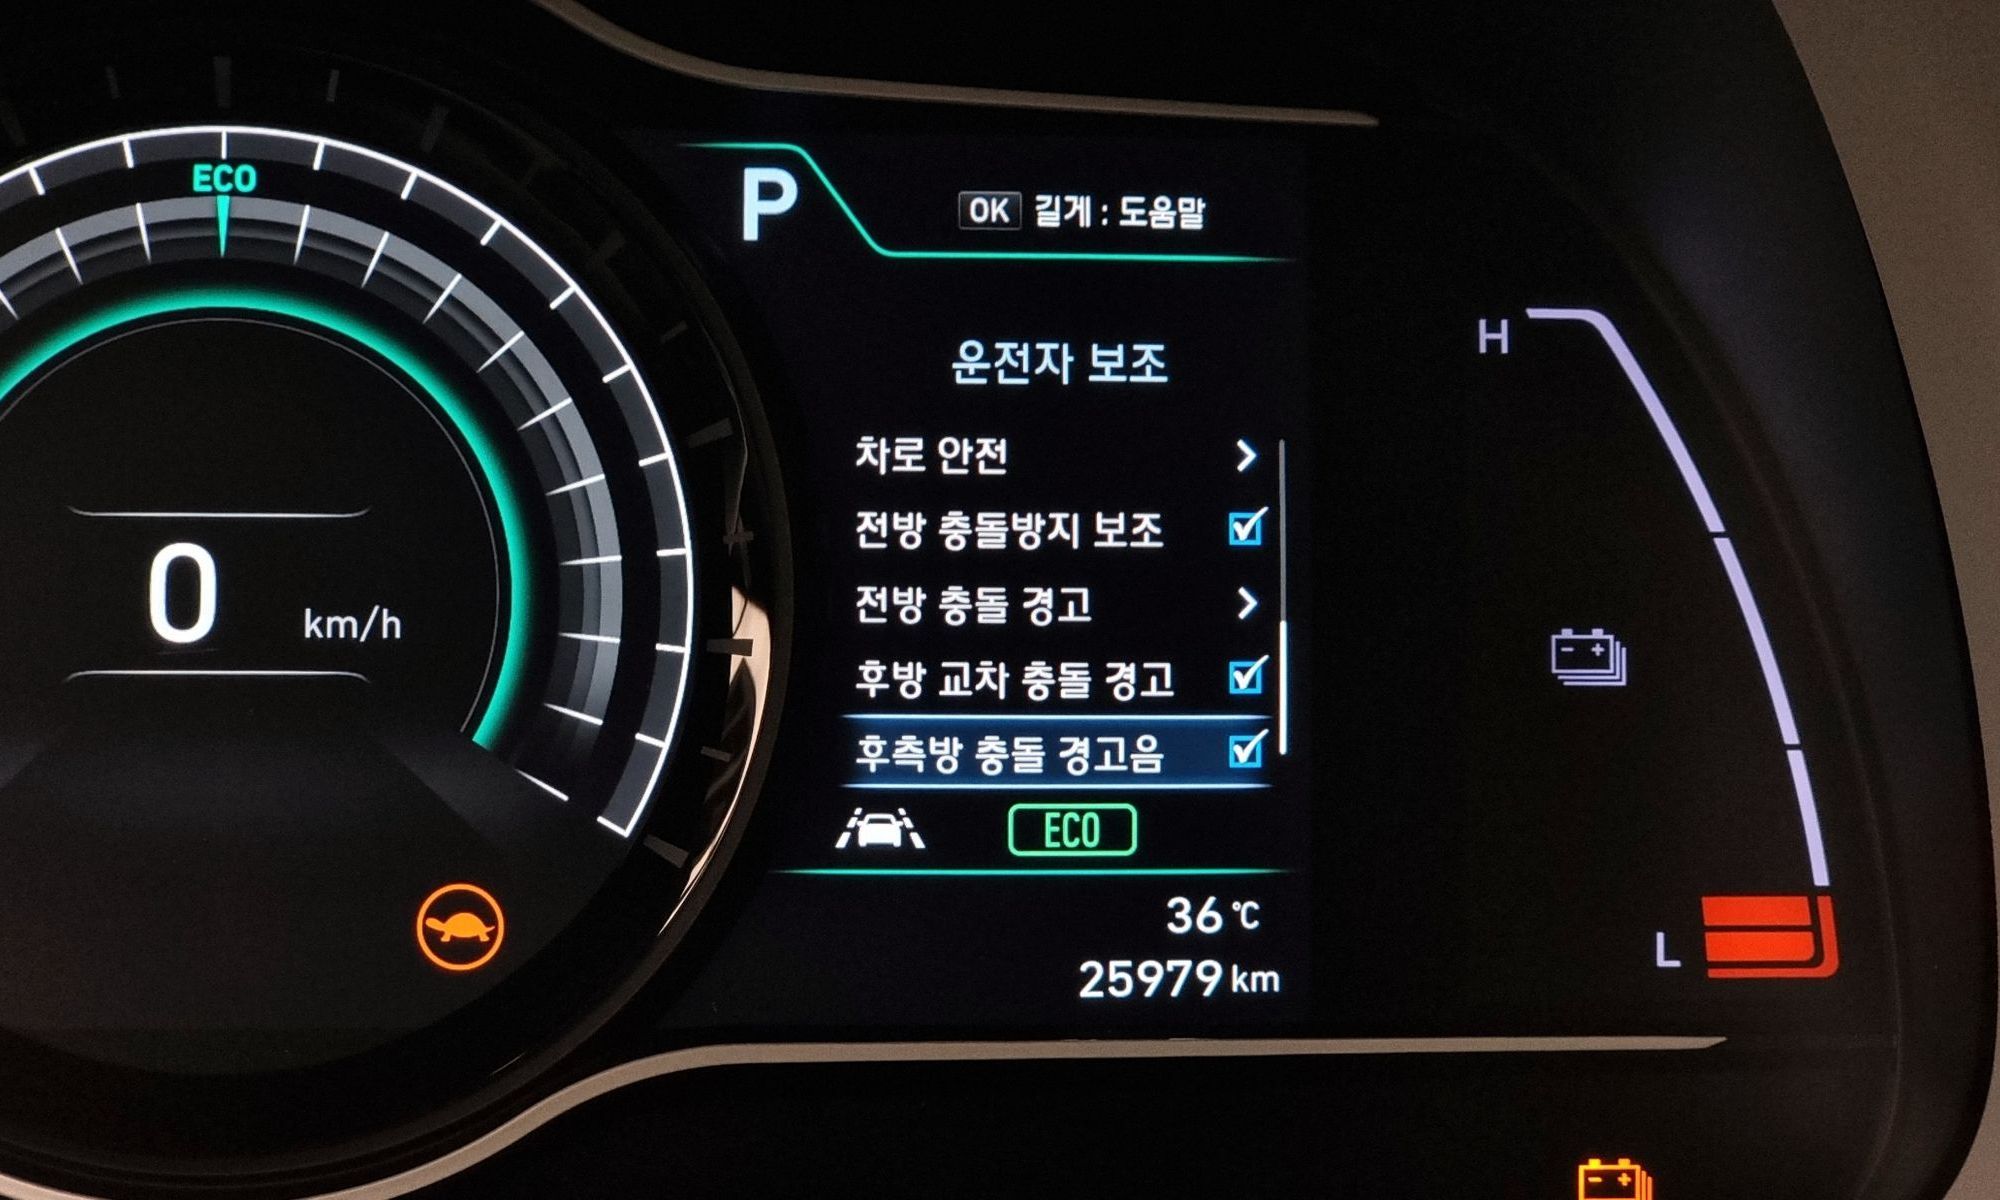 ECO
0 km/h
P
OK 길게 : 도움말
운전자 보조
차로 안전
전방 충돌방지 보조
전방 충돌 경고
후방 교차 충돌 경고
후측방 충돌 경고음
ECO
36 ℃
25979 km
H
L